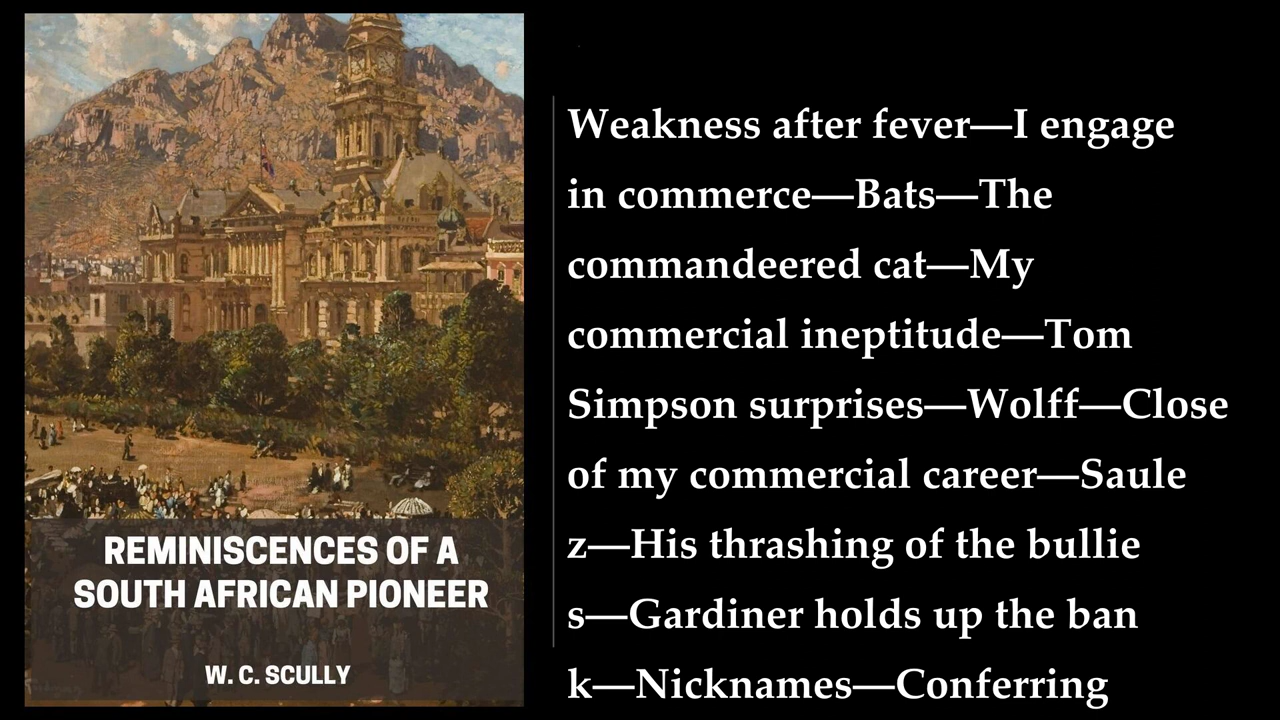 REMINISCENCES OF A
SOUTH AFRICAN PIONEER
W. C. SCULLY
Weakness after fever—I engage
in commerce—Bats—The
commandeered cat—My
commercial ineptitude—Tom
Simpson surprises—Wolff—Close
of my commercial career—Saule
z—His thrashing of the bullie
s—Gardiner holds up the ban
k—Nicknames—Conferring